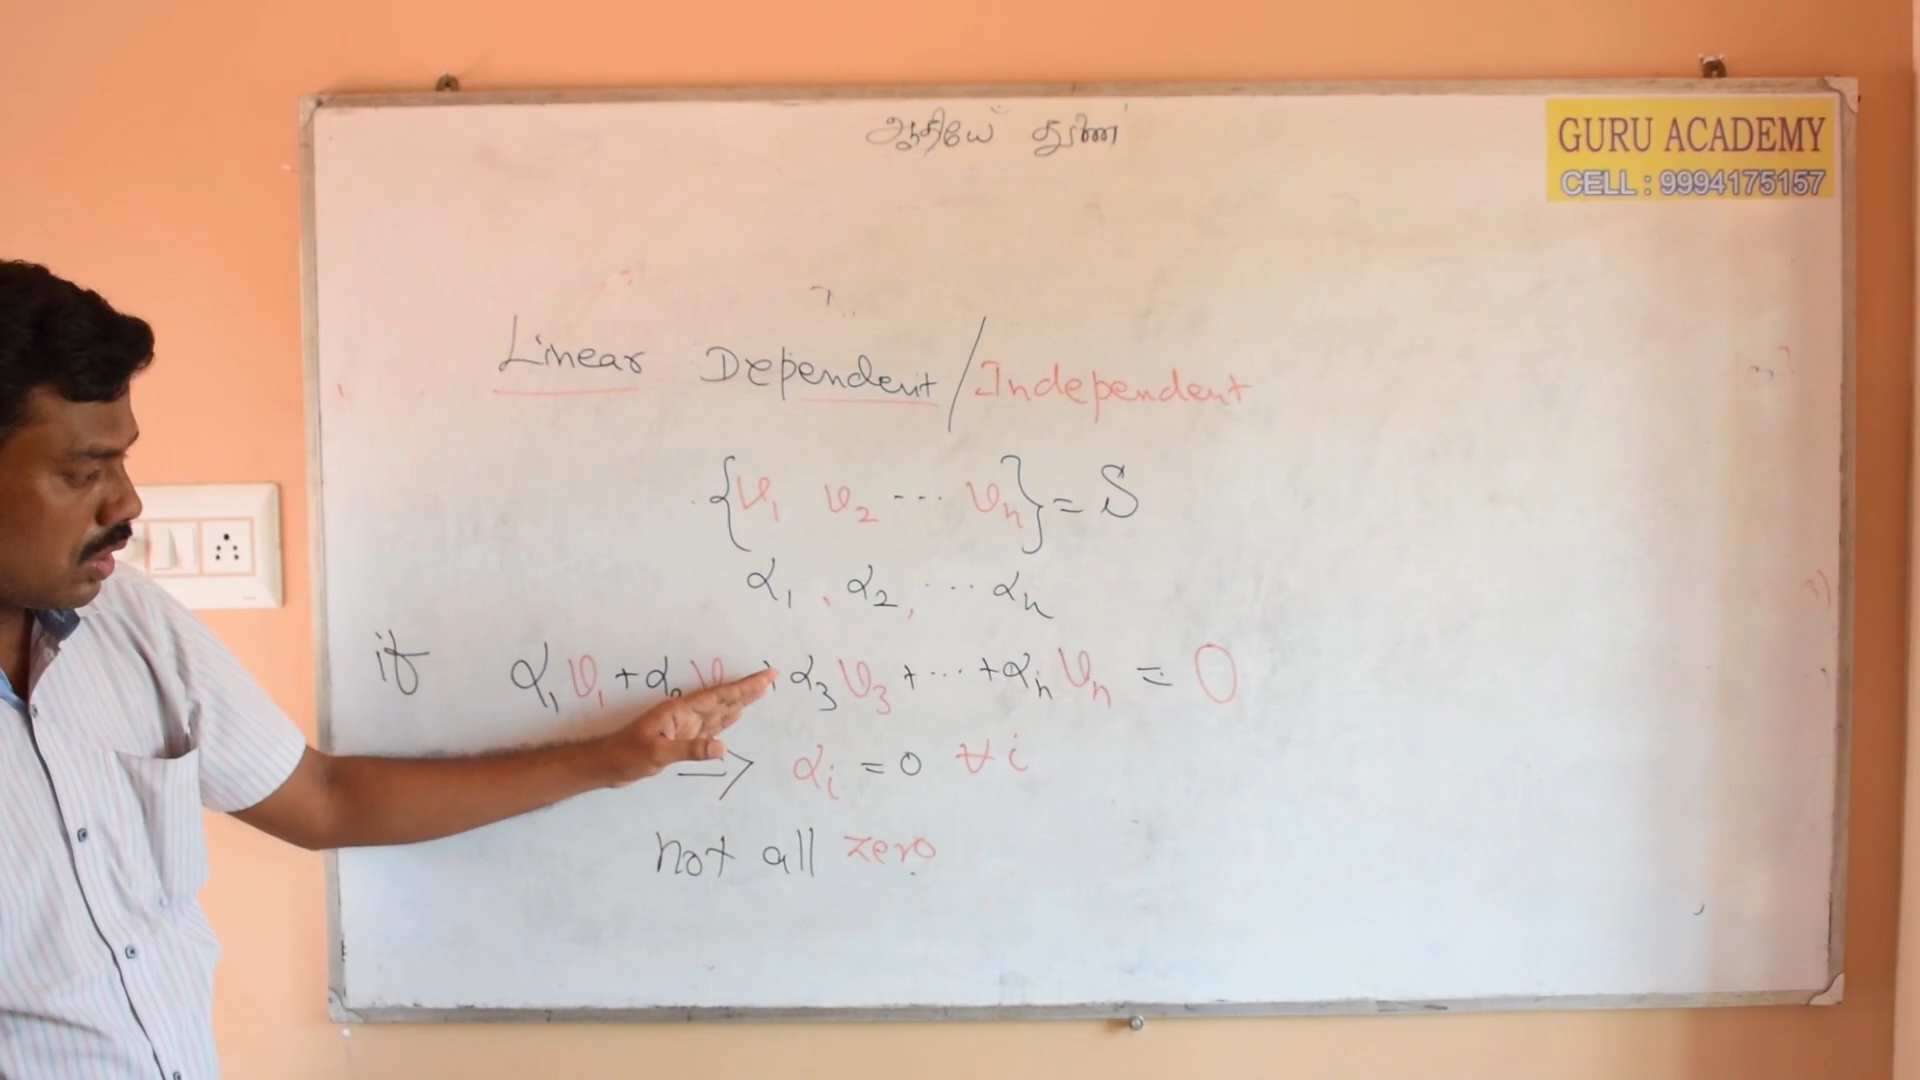 ஆதியே துணை
GURU ACADEMY
CELL : 9994175157
Linear Dependent / Independent
{v₁ v₂ ... vₙ} = S
α₁, α₂, ... αₙ
if α₁v₁ + α₂v₂ + α₃v₃ + ... + αₙvₙ = 0
⇒ αᵢ = 0 ∀ i
not all zero